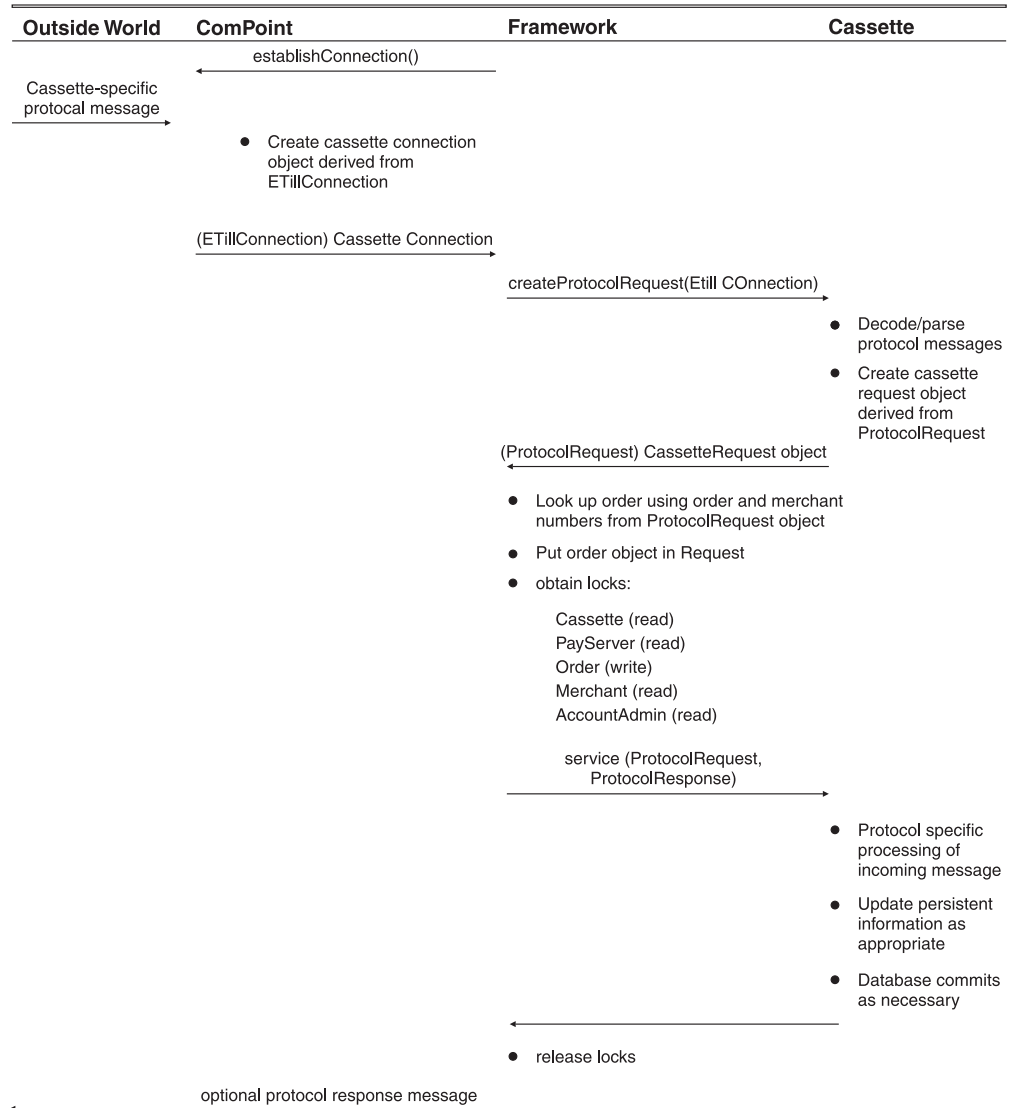 Outside World ComPoint Framework Cassette
establishConnection()
Cassette-specific
protocal message
● Create cassette connection
object derived from
ETillConnection
(ETillConnection) Cassette Connection
createProtocolRequest(Etill COnnection)
● Decode/parse
protocol messages
● Create cassette
request object
derived from
ProtocolRequest
(ProtocolRequest) CassetteRequest object
● Look up order using order and merchant
numbers from ProtocolRequest object
● Put order object in Request
● obtain locks:
Cassette (read)
PayServer (read)
Order (write)
Merchant (read)
AccountAdmin (read)
service (ProtocolRequest,
ProtocolResponse)
● Protocol specific
processing of
incoming message
● Update persistent
information as
appropriate
● Database commits
as necessary
● release locks
optional protocol response message